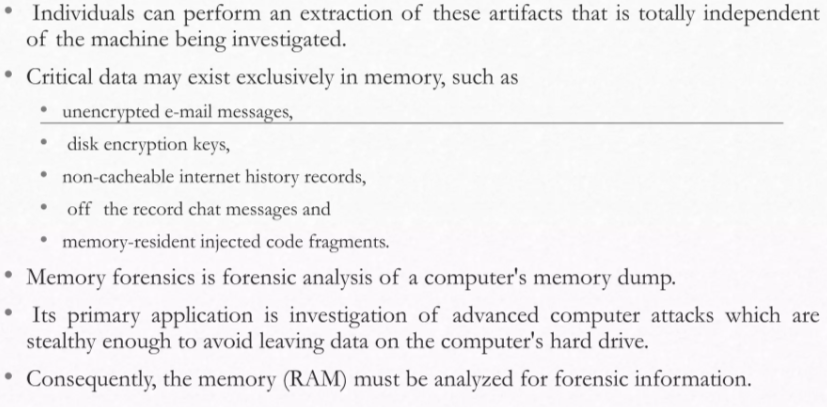 • Individuals can perform an extraction of these artifacts that is totally independent
of the machine being investigated.
• Critical data may exist exclusively in memory, such as
• unencrypted e-mail messages,
• disk encryption keys,
• non-cacheable internet history records,
• off the record chat messages and
• memory-resident injected code fragments.
• Memory forensics is forensic analysis of a computer's memory dump.
• Its primary application is investigation of advanced computer attacks which are
stealthy enough to avoid leaving data on the computer's hard drive.
• Consequently, the memory (RAM) must be analyzed for forensic information.